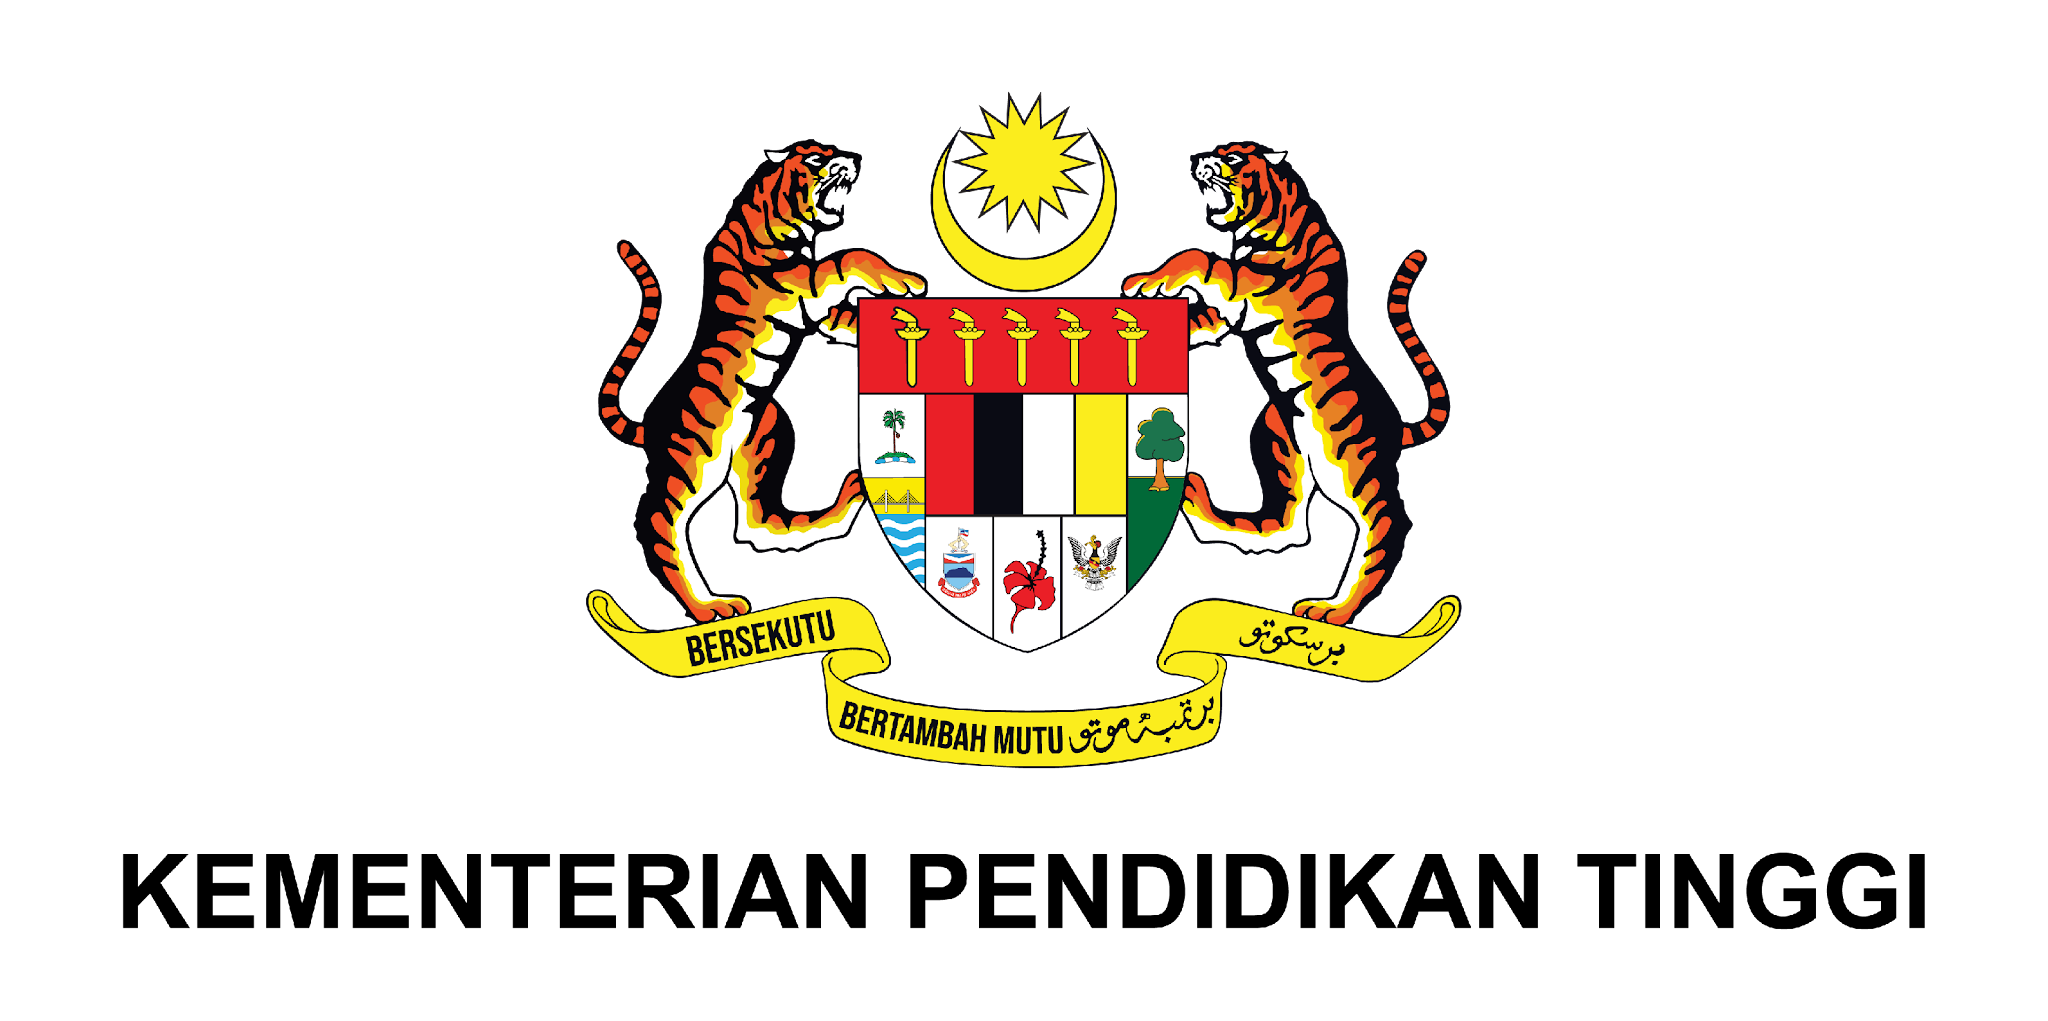 BERSEKUTU برسكوتو
BERTAMBAH MUTU برتمبه موتو
KEMENTERIAN PENDIDIKAN TINGGI